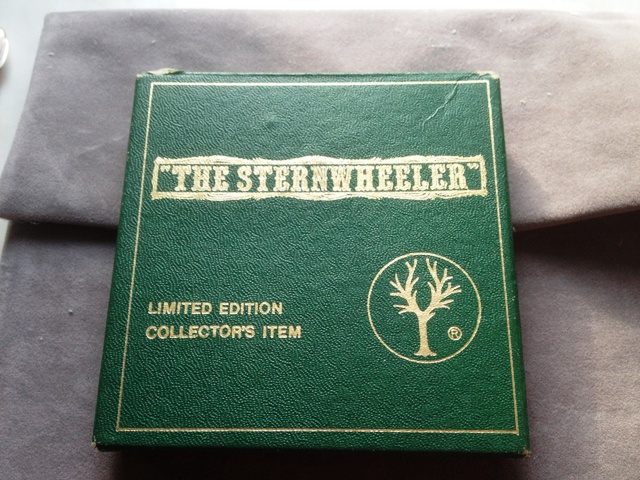 "THE STERNWHEELER"
LIMITED EDITION
COLLECTOR'S ITEM
®